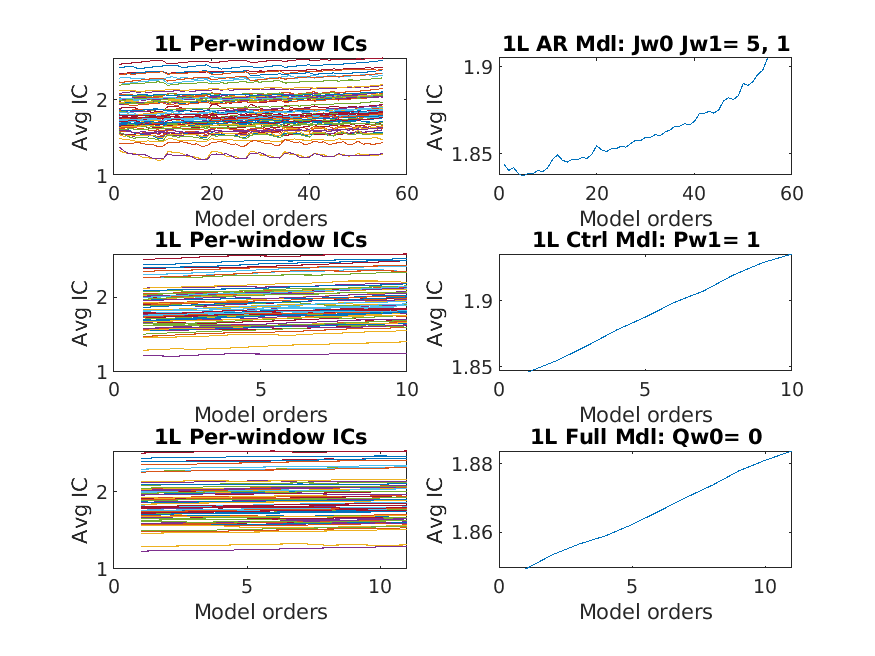 1L Per-window ICs
Avg IC
2
1
0
20
40
60
Model orders
1L AR Mdl: Jw0 Jw1= 5, 1
Avg IC
1.9
1.85
0
20
40
60
Model orders
1L Per-window ICs
Avg IC
2
1
0
5
10
Model orders
1L Ctrl Mdl: Pw1= 1
Avg IC
1.9
1.85
0
5
10
Model orders
1L Per-window ICs
Avg IC
2
1
0
5
10
Model orders
1L Full Mdl: Qw0= 0
Avg IC
1.88
1.86
0
5
10
Model orders